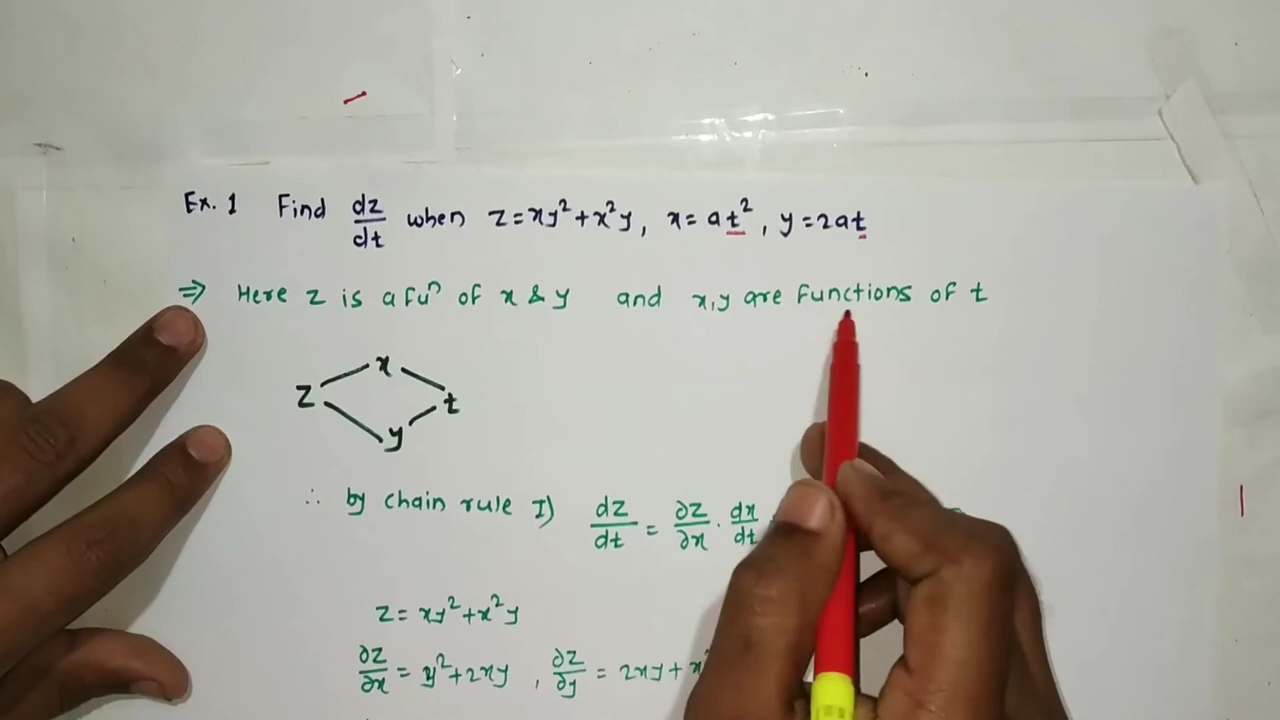 Ex. 1 Find dz/dt when z=xy²+x²y, x=at², y=2at
⇒ Here z is a fuⁿ of x & y and x,y are functions of t
x
z t
y
∴ by chain rule I) dz/dt = ∂z/∂x · dx/dt
z=xy²+x²y
∂z/∂x = y²+2xy, ∂z/∂y = 2xy+x²